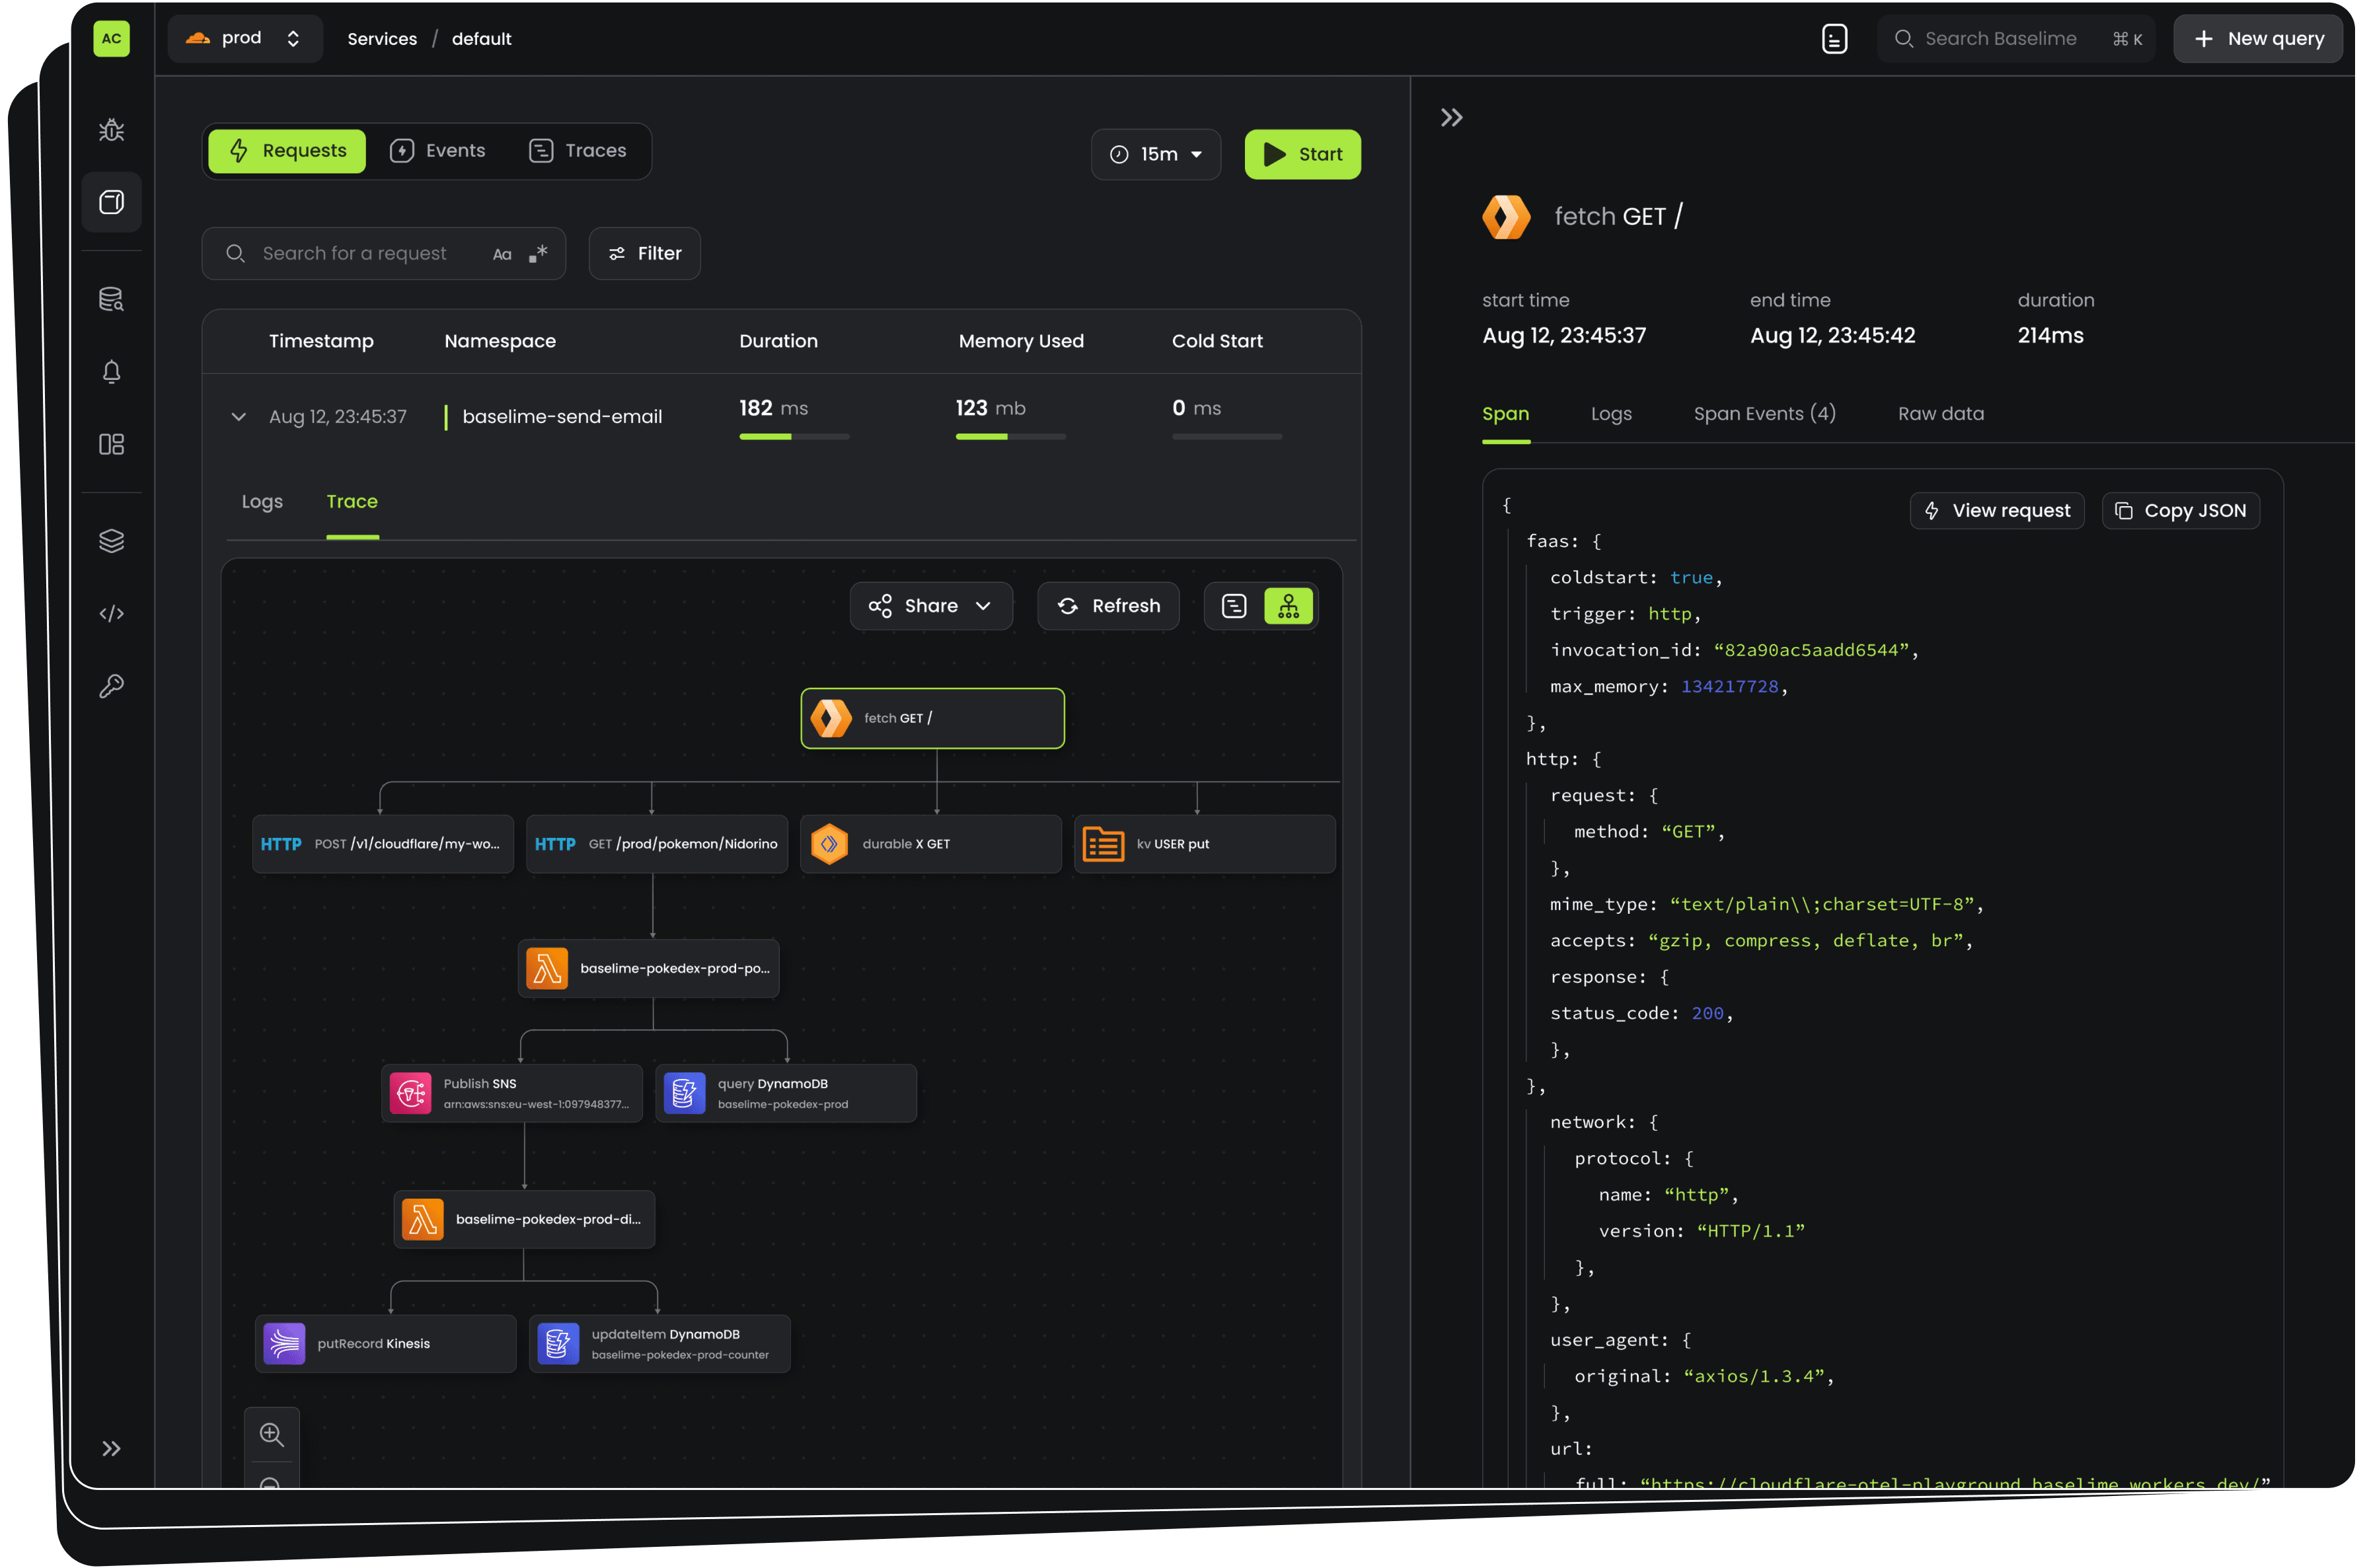 AC
prod
Services / default
Search Baselime
⌘ K
+ New query
Requests
Events
Traces
15m
Start
Search for a request
Aa
Filter
Timestamp
Namespace
Duration
Memory Used
Cold Start
Aug 12, 23:45:37
baselime-send-email
182 ms
123 mb
0 ms
Logs
Trace
Share
Refresh
fetch GET /
HTTP POST /v1/cloudflare/my-wo...
HTTP GET /prod/pokemon/Nidorino
durable X GET
kv USER put
baselime-pokedex-prod-po...
Publish SNS
arn:aws:sns:eu-west-1:097948377...
query DynamoDB
baselime-pokedex-prod
baselime-pokedex-prod-di...
putRecord Kinesis
updateItem DynamoDB
baselime-pokedex-prod-counter
fetch GET /
start time
Aug 12, 23:45:37
end time
Aug 12, 23:45:42
duration
214ms
Span
Logs
Span Events (4)
Raw data
View request
Copy JSON
{
faas: {
coldstart: true,
trigger: http,
invocation_id: “82a90ac5aadd6544”,
max_memory: 134217728,
},
http: {
request: {
method: “GET”,
},
mime_type: “text/plain\\;charset=UTF-8”,
accepts: “gzip, compress, deflate, br”,
response: {
status_code: 200,
},
},
network: {
protocol: {
name: “http”,
version: “HTTP/1.1”
},
},
user_agent: {
original: “axios/1.3.4”,
},
url:
full: “https://cloudflare-otel-playground.baselime.workers.dev/”